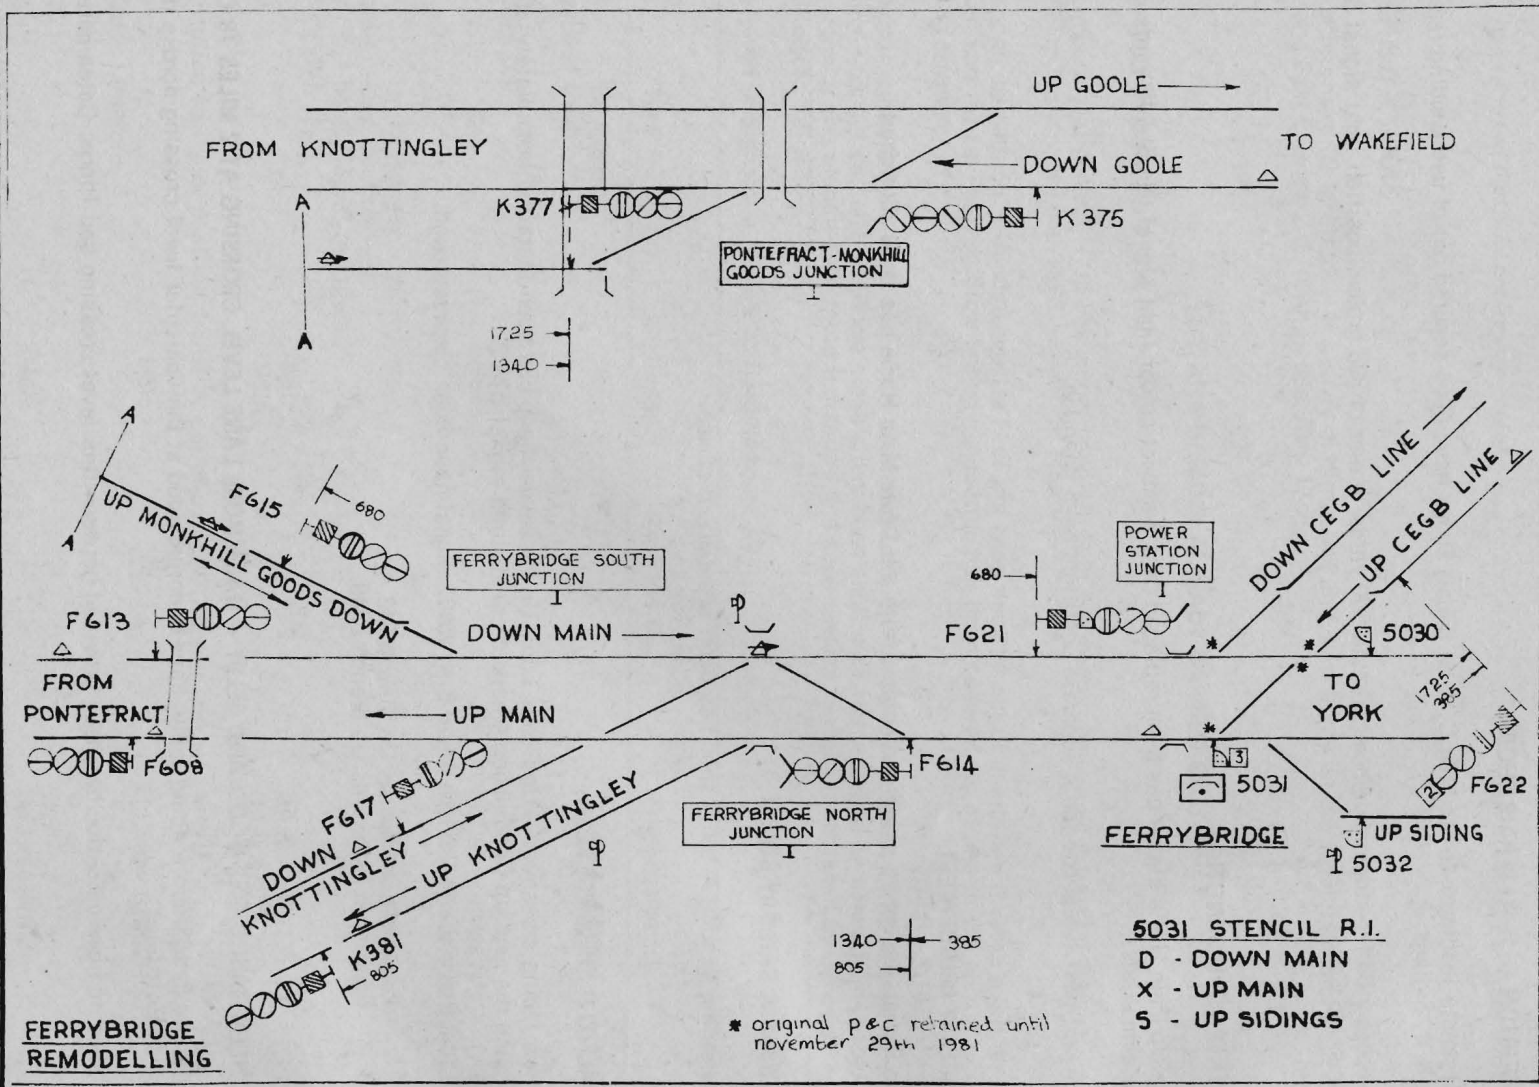 UP GOOLE
FROM KNOTTINGLEY
TO WAKEFIELD
DOWN GOOLE
A
K377
K375
PONTEFRACT-MONKHILL
GOODS JUNCTION
A
1725
1340
A
A
F615
680
UP MONKHILL GOODS DOWN
FERRYBRIDGE SOUTH
JUNCTION
POWER
STATION
JUNCTION
DOWN CEGB LINE
UP CEGB LINE
680
F613
DOWN MAIN
F621
5030
FROM
PONTEFRACT
UP MAIN
TO
YORK
1725
385
F608
F614
3
5031
2
F622
F617
FERRYBRIDGE NORTH
JUNCTION
FERRYBRIDGE
UP SIDING
5032
DOWN
KNOTTINGLEY
UP KNOTTINGLEY
K381
805
1340
385
805
5031 STENCIL R.I.
D - DOWN MAIN
X - UP MAIN
S - UP SIDINGS
* original p&c retained until
november 29th 1981
FERRYBRIDGE
REMODELLING